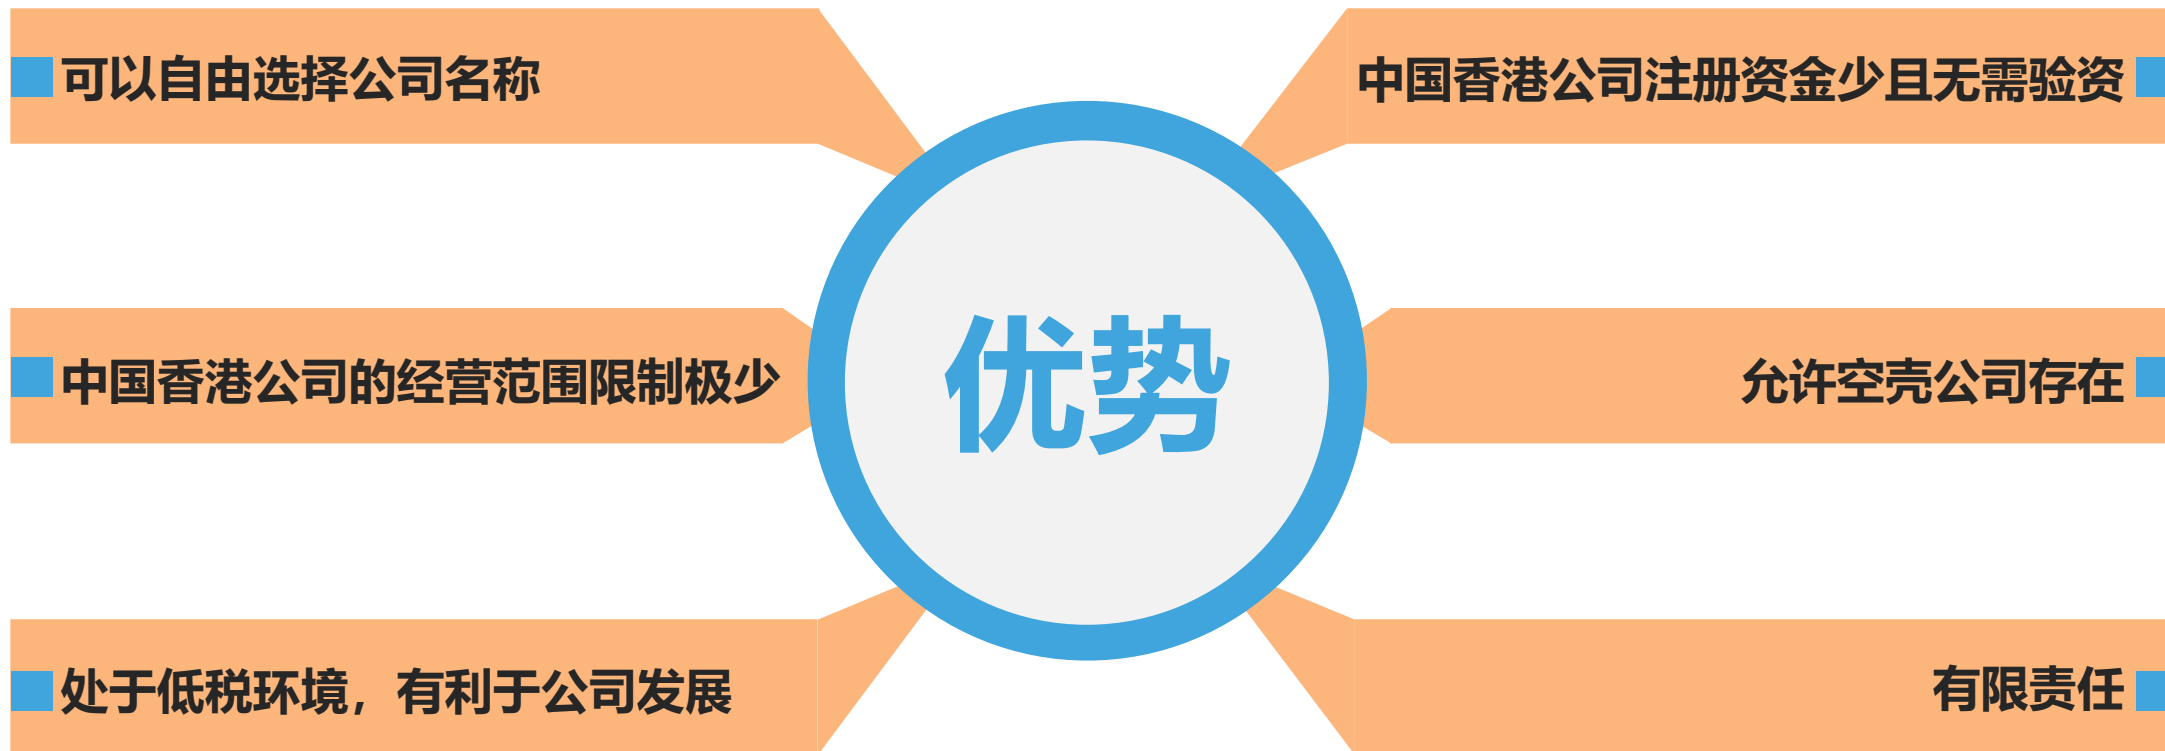 可以自由选择公司名称
中国香港公司注册资金少且无需验资
优势
中国香港公司的经营范围限制极少
允许空壳公司存在
处于低税环境，有利于公司发展
有限责任